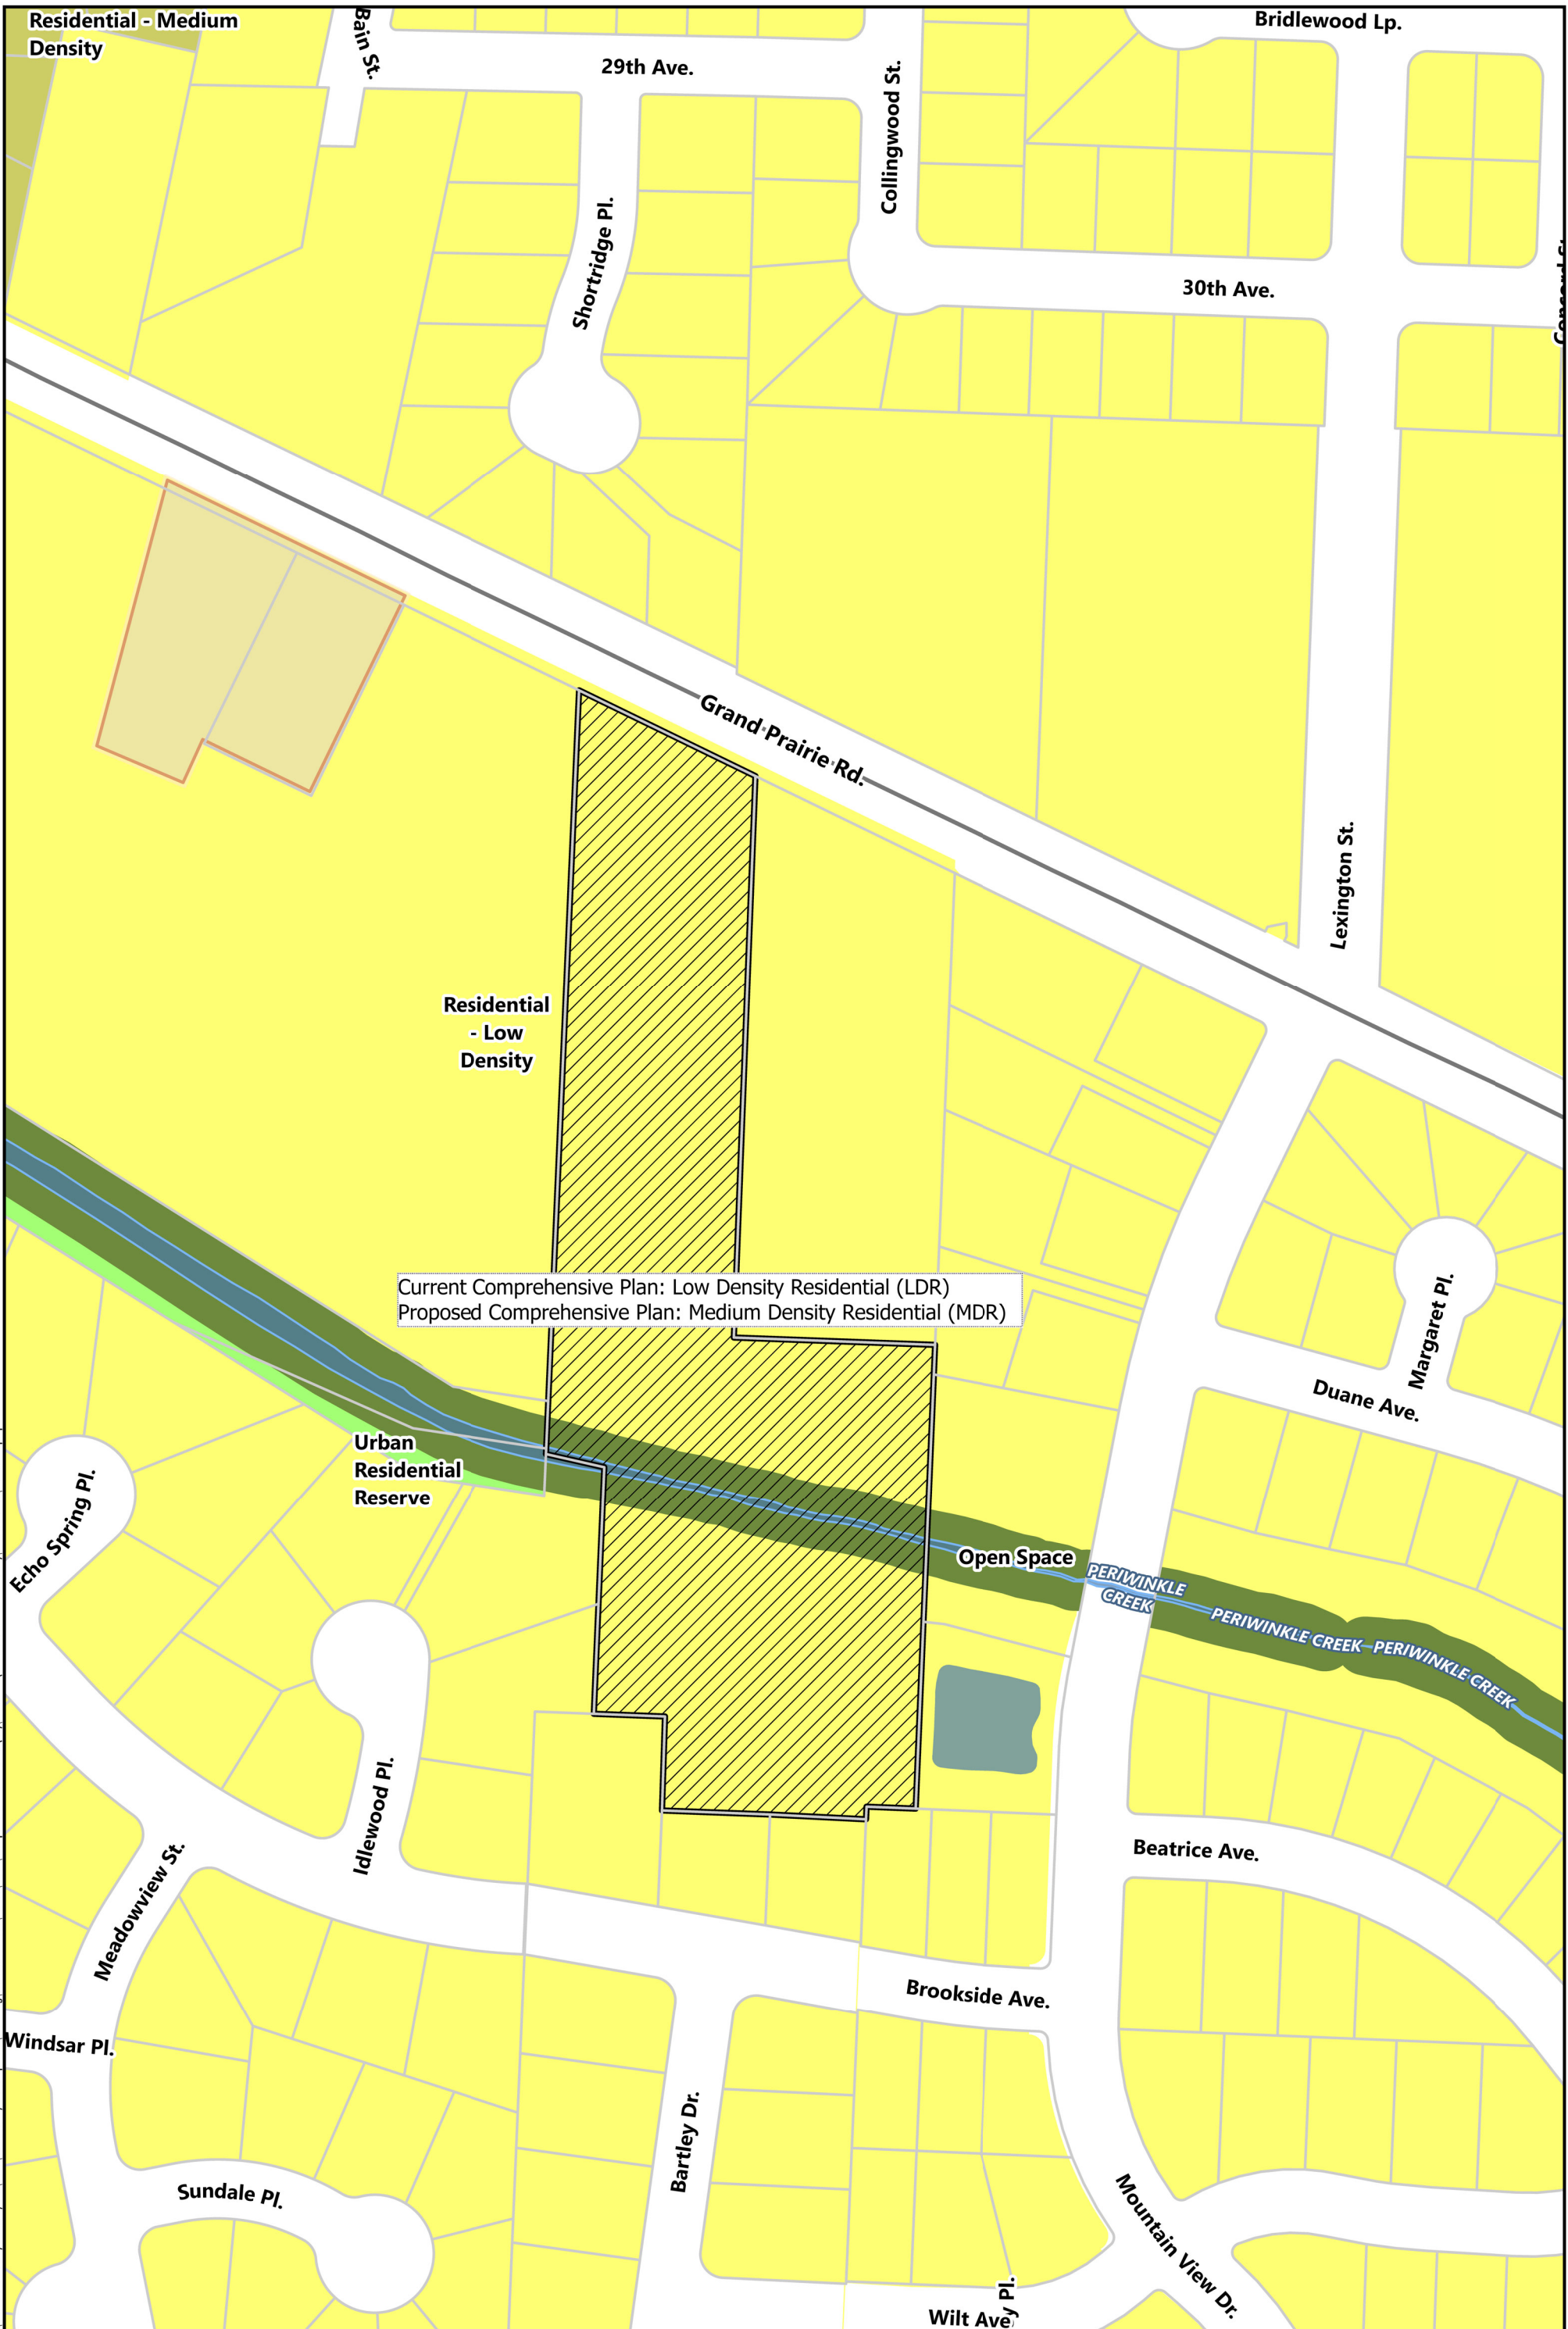 Residential - Medium
Density
Bain St.
29th Ave.
Collingwood St.
Bridlewood Lp.
Shortridge Pl.
30th Ave.
Grand Prairie Rd.
Lexington St.
Residential
- Low
Density
Current Comprehensive Plan: Low Density Residential (LDR)
Proposed Comprehensive Plan: Medium Density Residential (MDR)
Margaret Pl.
Duane Ave.
Urban
Residential
Reserve
Echo Spring Pl.
Open Space
PERIWINKLE
CREEK
PERIWINKLE CREEK
PERIWINKLE CREEK
Idlewood Pl.
Beatrice Ave.
Meadowview St.
Brookside Ave.
Windsar Pl.
Bartley Dr.
Sundale Pl.
Mountain View Dr.
Wilt Ave
Pl.